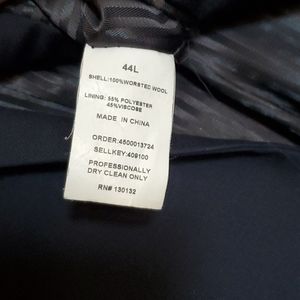 44L
SHELL:100%WORSTED WOOL
LINING: 55% POLYESTER
45%VISCOSE
MADE IN CHINA
ORDER:4500013724
SELLKEY:409100
PROFESSIONALLY
DRY CLEAN ONLY
RN# 130132